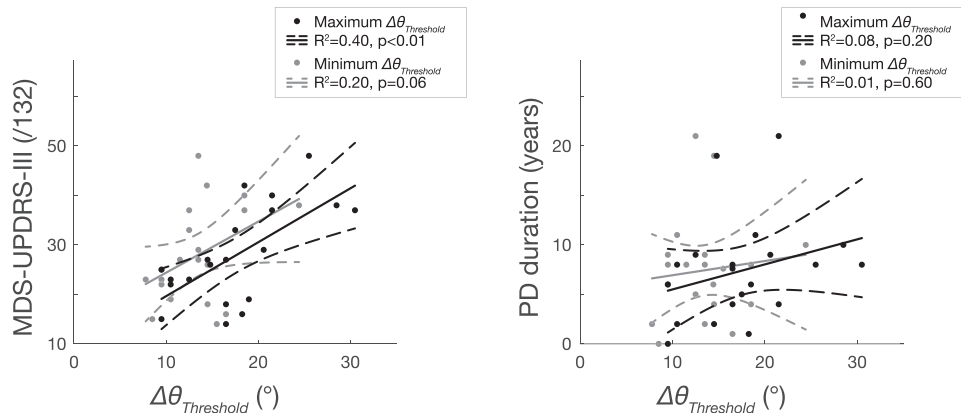 Maximum Δθ_Threshold
R²=0.40, p<0.01
Minimum Δθ_Threshold
R²=0.20, p=0.06
MDS-UPDRS-III (/132)
50
30
10
0
10
20
30
Δθ_Threshold (°)
Maximum Δθ_Threshold
R²=0.08, p=0.20
Minimum Δθ_Threshold
R²=0.01, p=0.60
PD duration (years)
20
10
0
0
10
20
30
Δθ_Threshold (°)